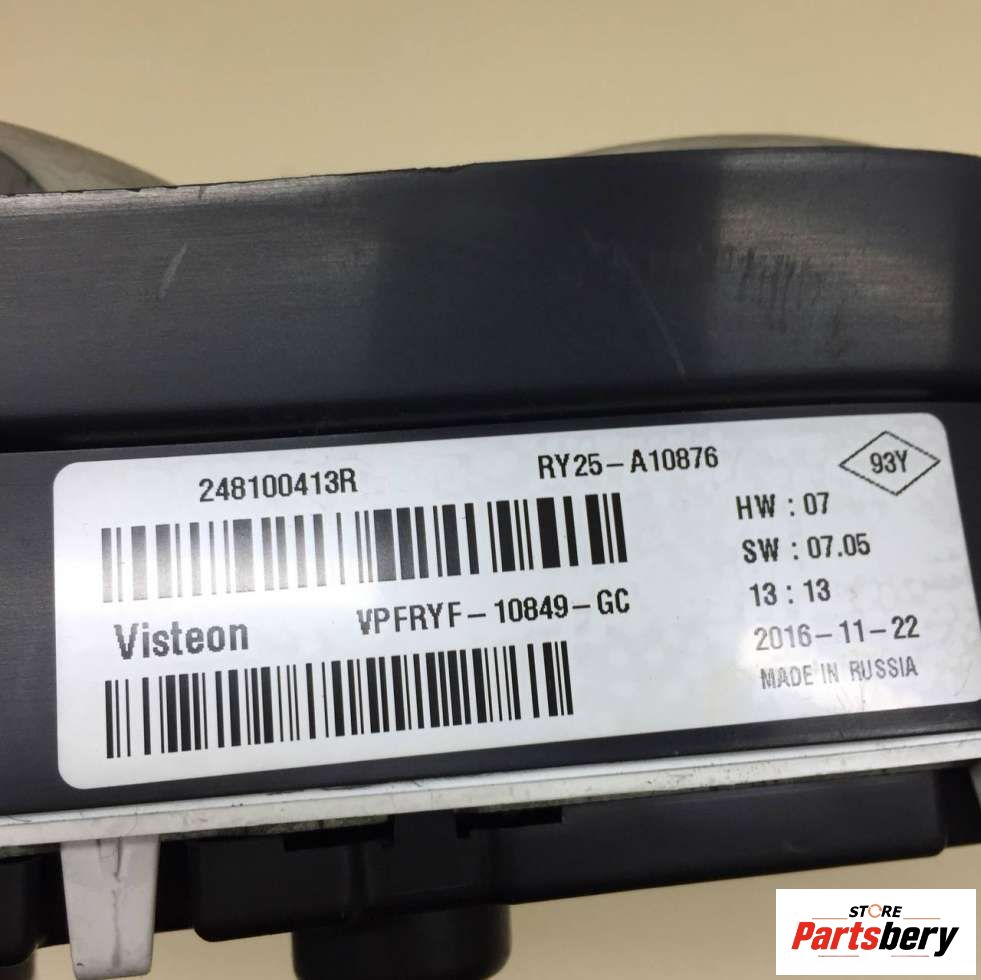 248100413R
RY25-A10876
93Y
HW : 07
SW : 07.05
13 : 13
2016-11-22
MADE IN RUSSIA
Visteon
VPFRYF-10849-GC
STORE
Partsbery